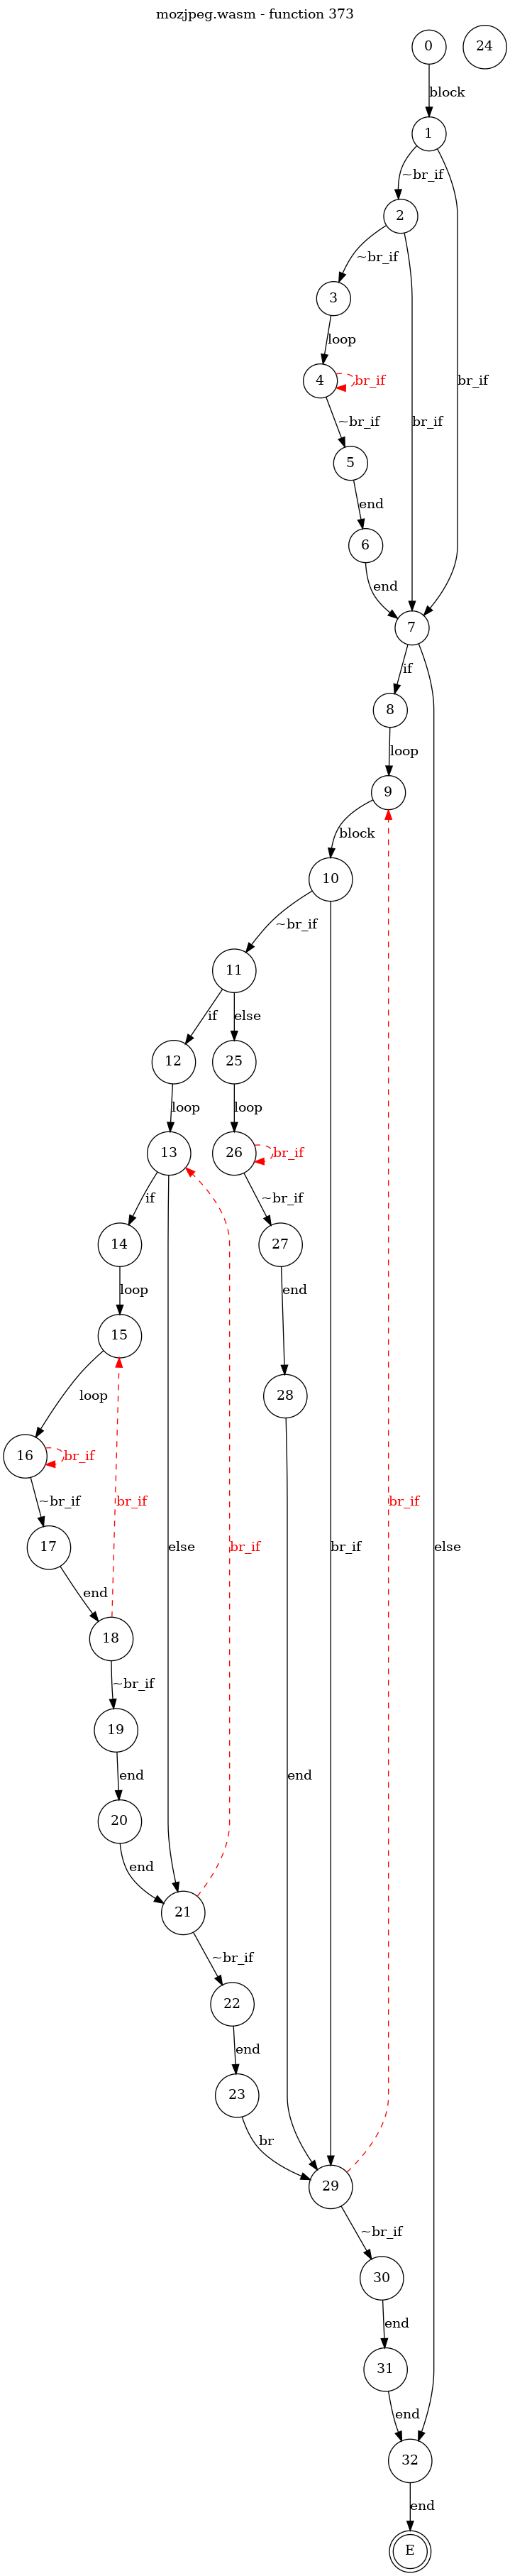 mozjpeg.wasm - function 373
0
24
block
1
~br_if
2
~br_if
3
loop
br_if
br_if
4
br_if
~br_if
5
end
6
end
7
if
8
loop
9
block
10
~br_if
11
if
else
12
25
loop
loop
13
26
br_if
if
~br_if
14
27
loop
end
15
28
loop
16
br_if
~br_if
br_if
br_if
17
else
br_if
br_if
else
end
18
~br_if
19
end
end
20
end
21
~br_if
22
end
23
br
29
~br_if
30
end
31
end
32
end
E